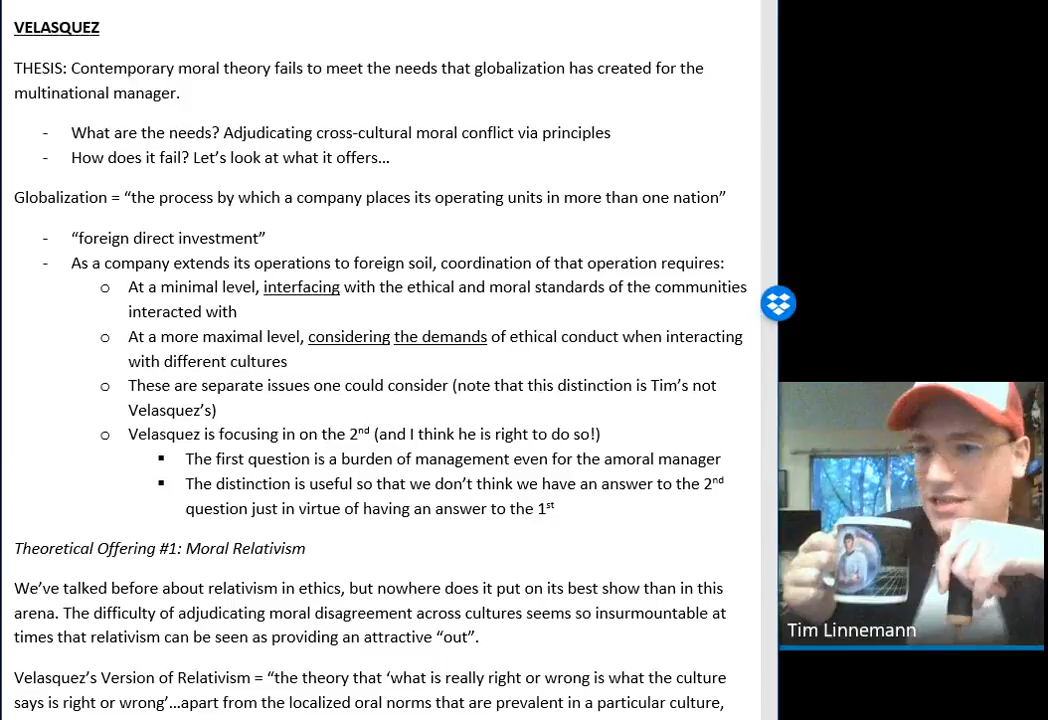 VELASQUEZ
THESIS: Contemporary moral theory fails to meet the needs that globalization has created for the
multinational manager.
- What are the needs? Adjudicating cross-cultural moral conflict via principles
- How does it fail? Let's look at what it offers…
Globalization = "the process by which a company places its operating units in more than one nation"
- "foreign direct investment"
- As a company extends its operations to foreign soil, coordination of that operation requires:
o At a minimal level, interfacing with the ethical and moral standards of the communities
interacted with
o At a more maximal level, considering the demands of ethical conduct when interacting
with different cultures
o These are separate issues one could consider (note that this distinction is Tim's not
Velasquez's)
o Velasquez is focusing in on the 2nd (and I think he is right to do so!)
▪ The first question is a burden of management even for the amoral manager
▪ The distinction is useful so that we don't think we have an answer to the 2nd
question just in virtue of having an answer to the 1st
Theoretical Offering #1: Moral Relativism
We've talked before about relativism in ethics, but nowhere does it put on its best show than in this
arena. The difficulty of adjudicating moral disagreement across cultures seems so insurmountable at
times that relativism can be seen as providing an attractive "out".
Velasquez's Version of Relativism = "the theory that 'what is really right or wrong is what the culture
says is right or wrong'…apart from the localized oral norms that are prevalent in a particular culture,
Tim Linnemann